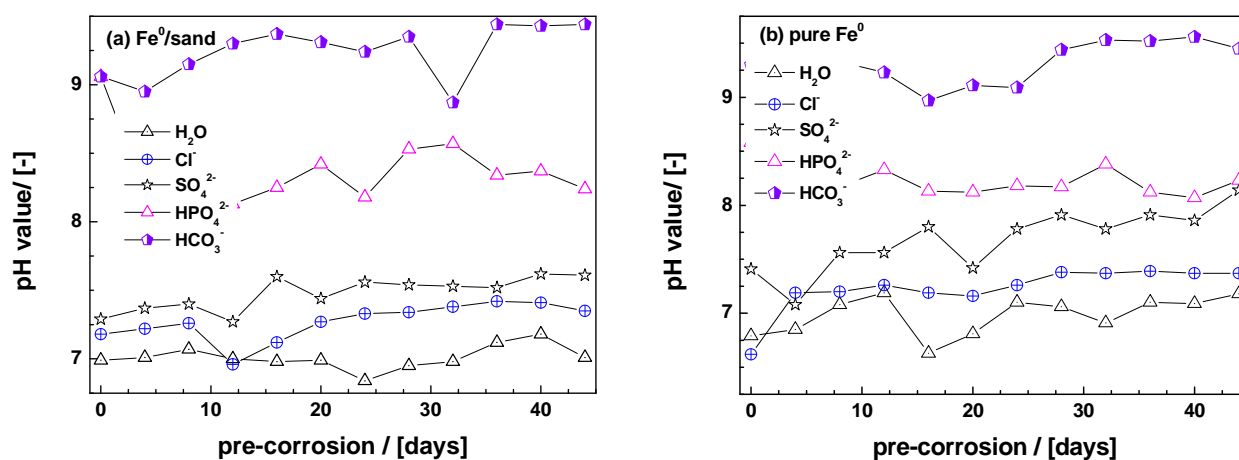 (a) Fe⁰/sand
H₂O
Cl⁻
SO₄²⁻
HPO₄²⁻
HCO₃⁻
pH value/ [-]
9
8
7
0 10 20 30 40
pre-corrosion / [days]
(b) pure Fe⁰
H₂O
Cl⁻
SO₄²⁻
HPO₄²⁻
HCO₃⁻
pH value/ [-]
9
8
7
0 10 20 30 40
pre-corrosion / [days]